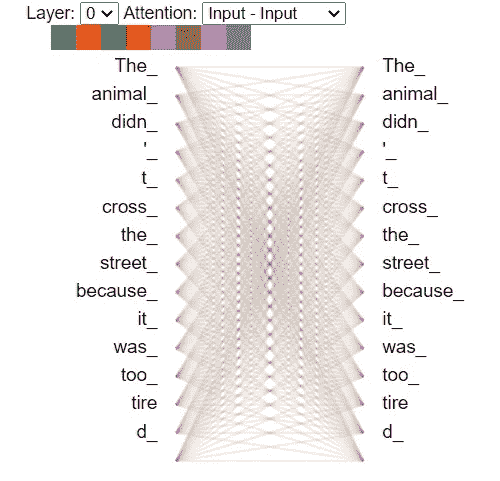 Layer: 0 Attention: Input - Input
The_ The_
animal_ animal_
didn_ didn_
'_ '_
t_ t_
cross_ cross_
the_ the_
street_ street_
because_ because_
it_ it_
was_ was_
too_ too_
tire tire
d_ d_